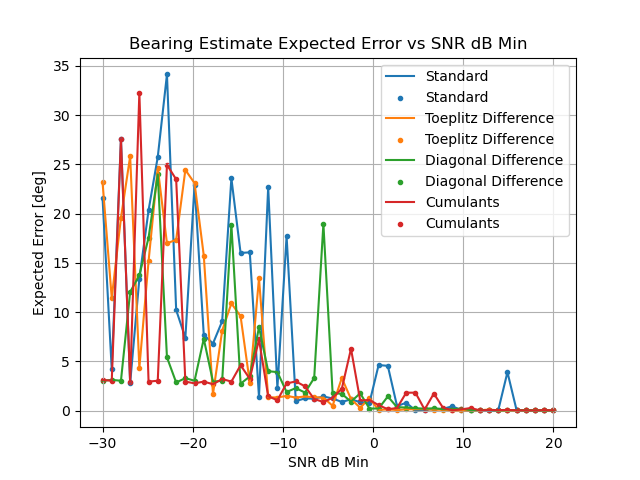 Bearing Estimate Expected Error vs SNR dB Min
35
30
25
20
15
10
5
0
Expected Error [deg]
Standard
Standard
Toeplitz Difference
Toeplitz Difference
Diagonal Difference
Diagonal Difference
Cumulants
Cumulants
−30 −20 −10 0 10 20
SNR dB Min